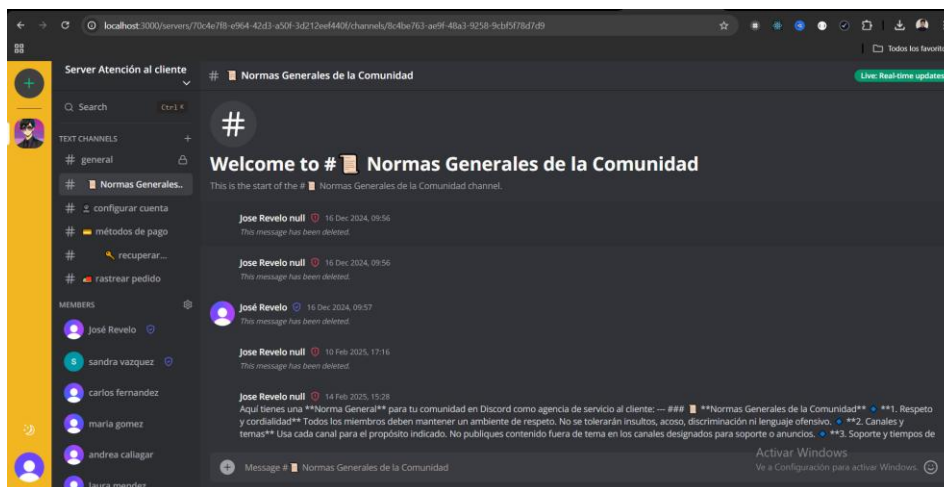 localhost:3000/servers/70c4e7f8-e964-42d3-a50f-3d212eef440f/channels/8c4be763-ae9f-48a3-9258-9cbf5f78d7d9
Todos los favorito
Server Atención al cliente
Search Ctrl K
TEXT CHANNELS
# general
# 📜 Normas Generales..
# configurar cuenta
# 💳 métodos de pago
# 🔑 recuperar...
# rastrear pedido
MEMBERS
José Revelo
S sandra vazquez
carlos fernandez
maria gomez
andrea callagar
laura mendez
# 📜 Normas Generales de la Comunidad
Live: Real-time updates
#
Welcome to #📜 Normas Generales de la Comunidad
This is the start of the #📜 Normas Generales de la Comunidad channel.
Jose Revelo null 16 Dec 2024, 09:56
This message has been deleted.
Jose Revelo null 16 Dec 2024, 09:56
This message has been deleted.
José Revelo 16 Dec 2024, 09:57
This message has been deleted.
Jose Revelo null 10 Feb 2025, 17:16
This message has been deleted.
Jose Revelo null 14 Feb 2025, 15:28
Aquí tienes una **Norma General** para tu comunidad en Discord como agencia de servicio al cliente: --- ### 📜 **Normas Generales de la Comunidad** 🔹 **1. Respeto
y cordialidad** Todos los miembros deben mantener un ambiente de respeto. No se tolerarán insultos, acoso, discriminación ni lenguaje ofensivo. 🔹 **2. Canales y
temas** Usa cada canal para el propósito indicado. No publiques contenido fuera de tema en los canales designados para soporte o anuncios. 🔹 **3. Soporte y tiempos de
Message #📜 Normas Generales de la Comunidad
Activar Windows
Ve a Configuración para activar Windows.